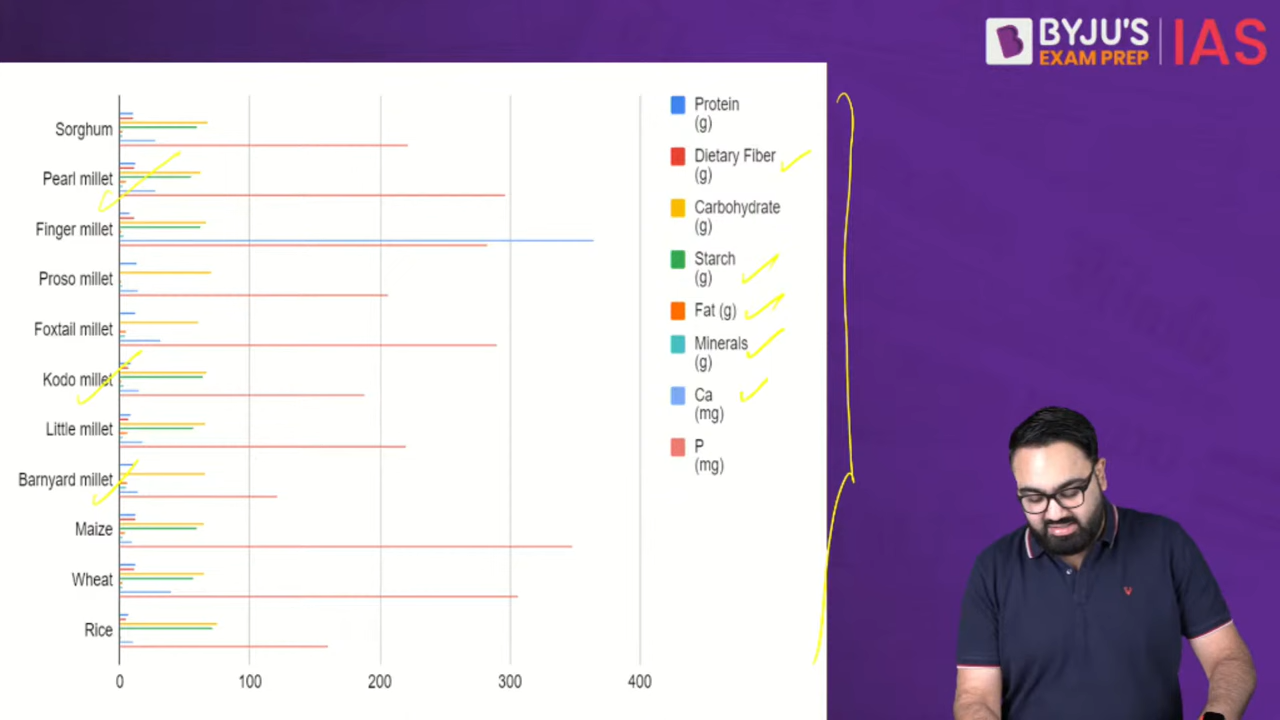 BYJU'S
EXAM PREP
IAS
Sorghum
Pearl millet
Finger millet
Proso millet
Foxtail millet
Kodo millet
Little millet
Barnyard millet
Maize
Wheat
Rice
0 100 200 300 400
Protein
(g)
Dietary Fiber
(g)
Carbohydrate
(g)
Starch
(g)
Fat (g)
Minerals
(g)
Ca
(mg)
P
(mg)